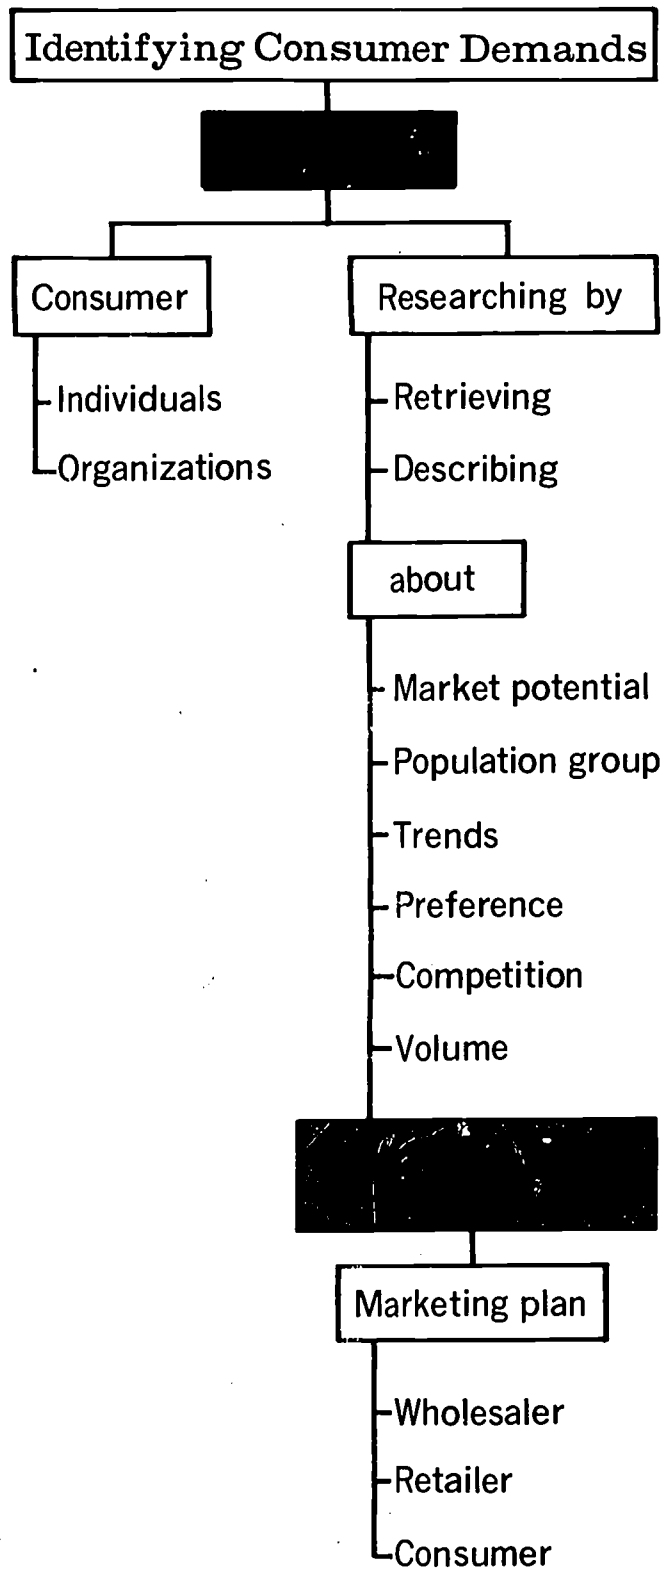 Identifying Consumer Demands
Consumer
Individuals
Organizations
Researching by
Retrieving
Describing
about
Market potential
Population group
Trends
Preference
Competition
Volume
Marketing plan
Wholesaler
Retailer
Consumer